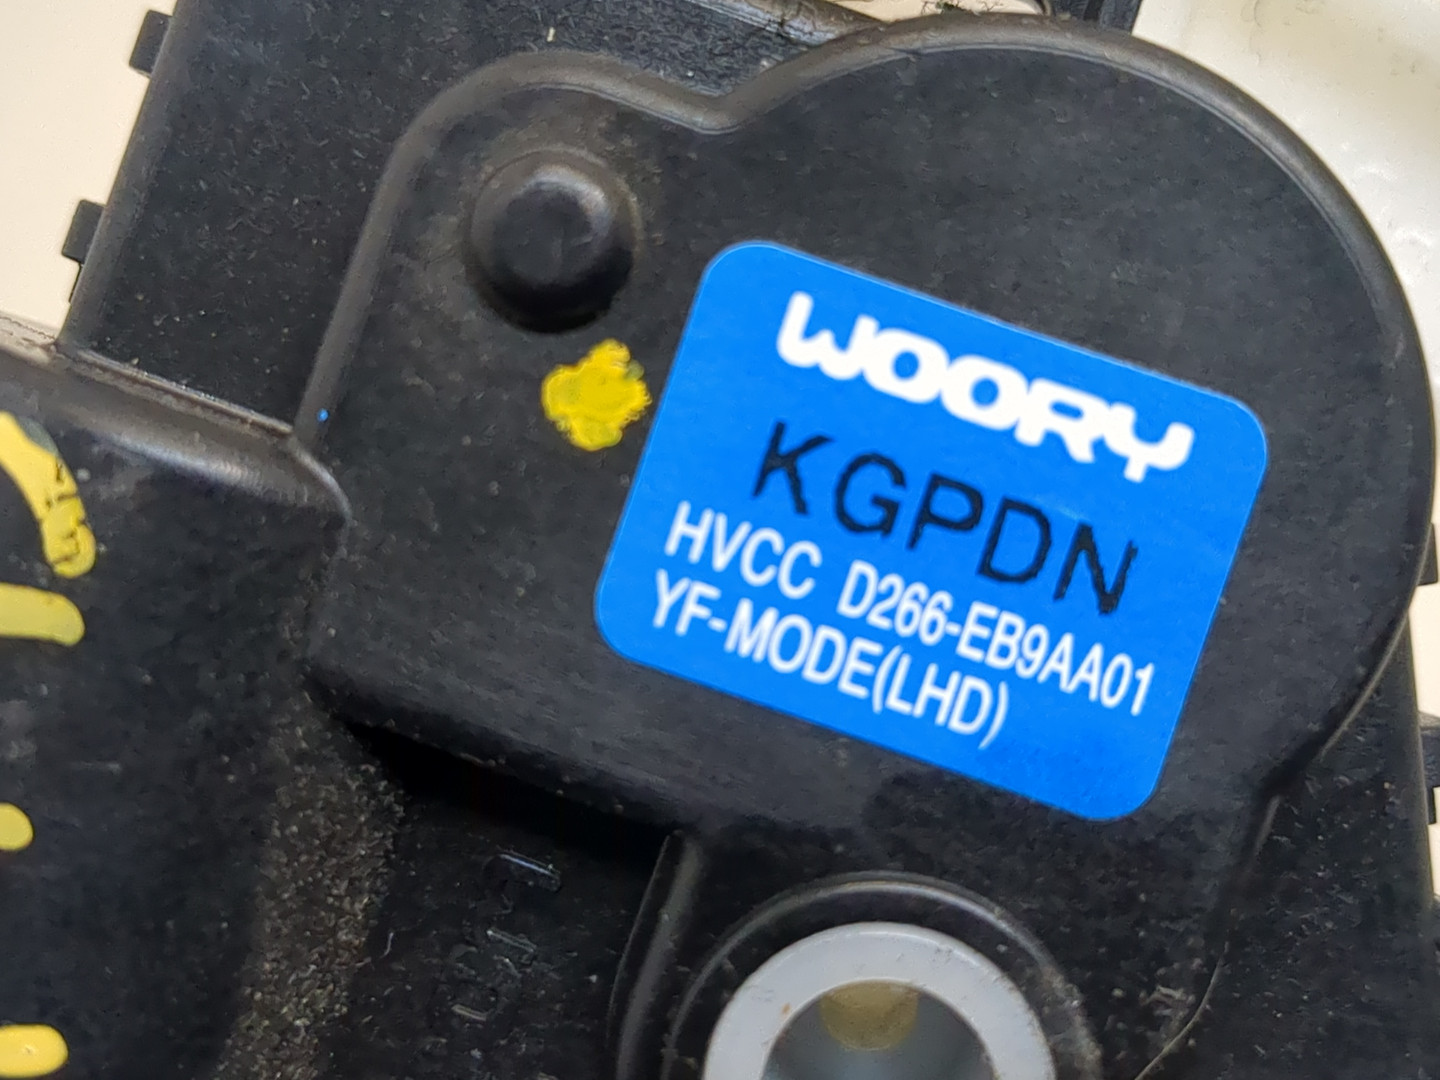 WOORY
KGPDN
HVCC D266-EB9AA01
YF-MODE(LHD)